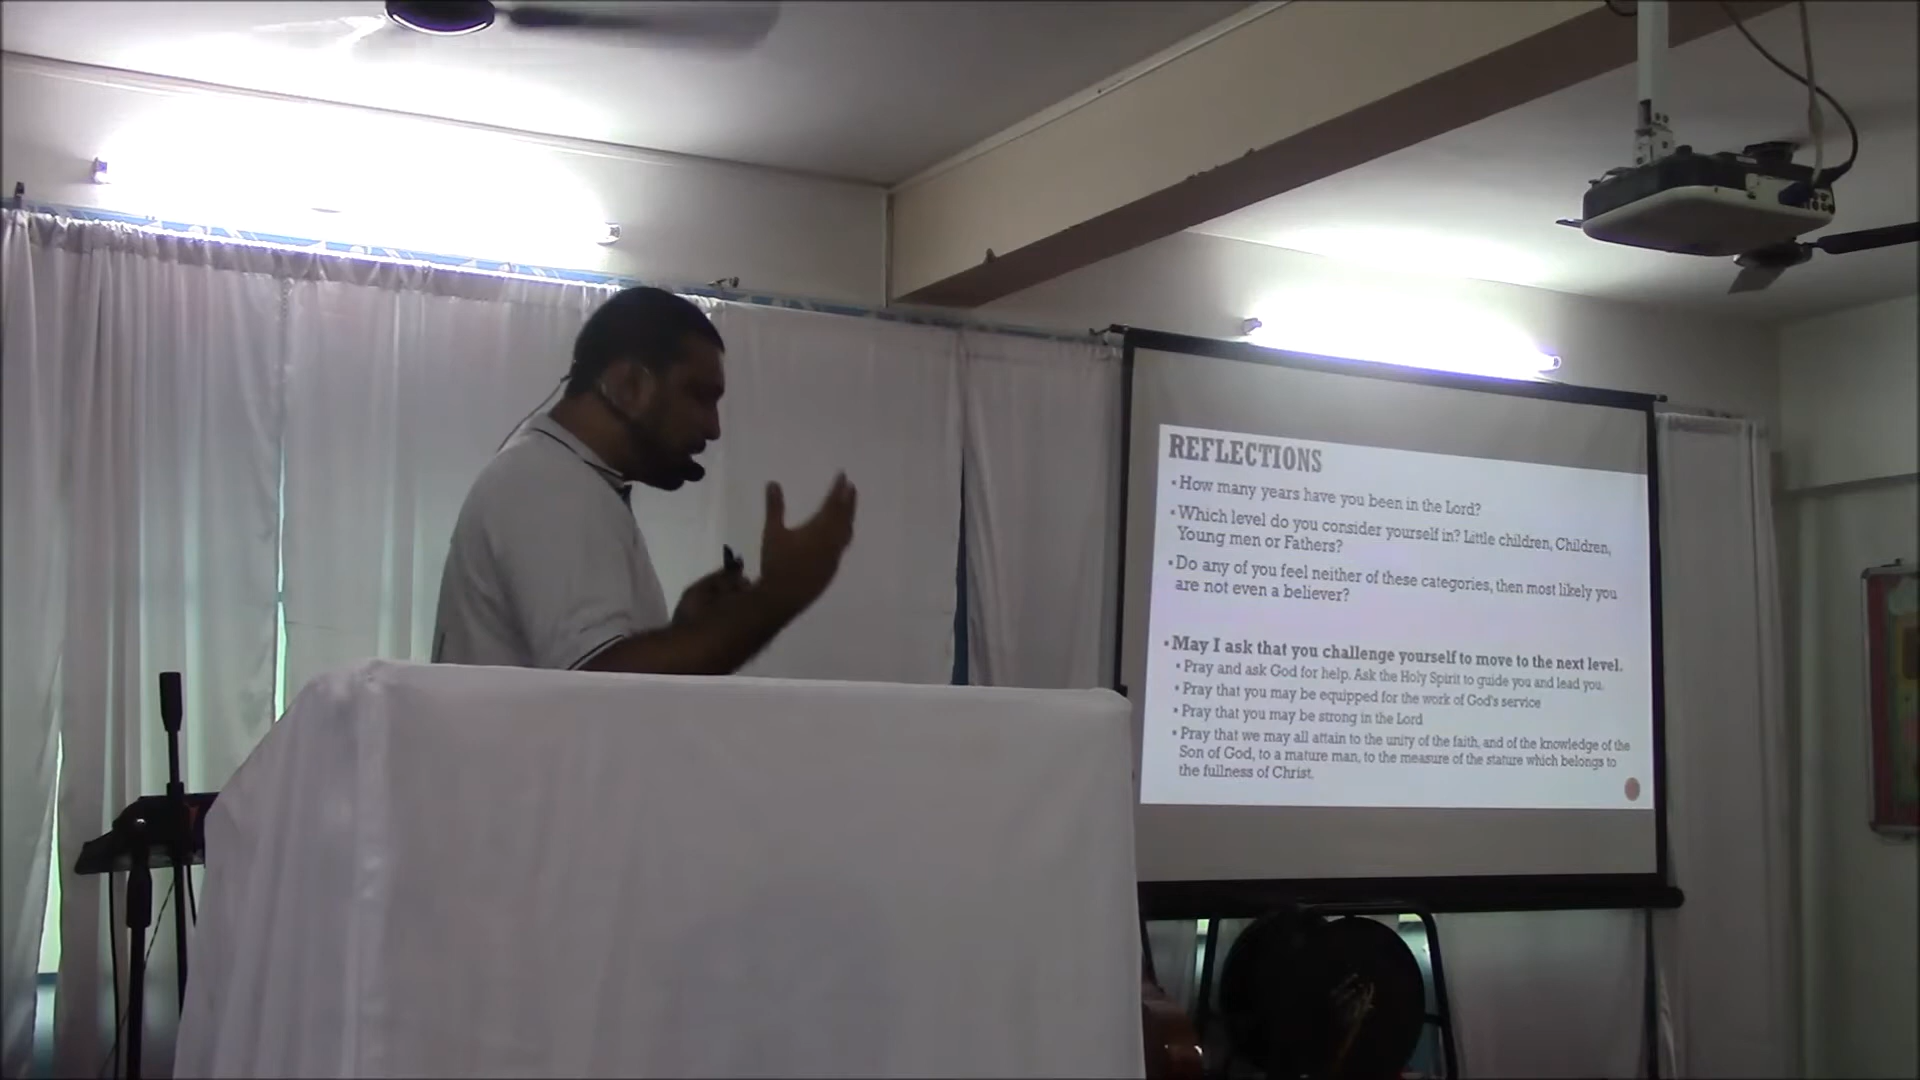 REFLECTIONS
▪ How many years have you been in the Lord?
▪ Which level do you consider yourself in? Little children, Children,
Young men or Fathers?
▪ Do any of you feel neither of these categories, then most likely you
are not even a believer?
▪ May I ask that you challenge yourself to move to the next level.
▪ Pray and ask God for help. Ask the Holy Spirit to guide you and lead you.
▪ Pray that you may be equipped for the work of God's service
▪ Pray that you may be strong in the Lord
▪ Pray that we may all attain to the unity of the faith, and of the knowledge of the
Son of God, to a mature man, to the measure of the stature which belongs to
the fullness of Christ.